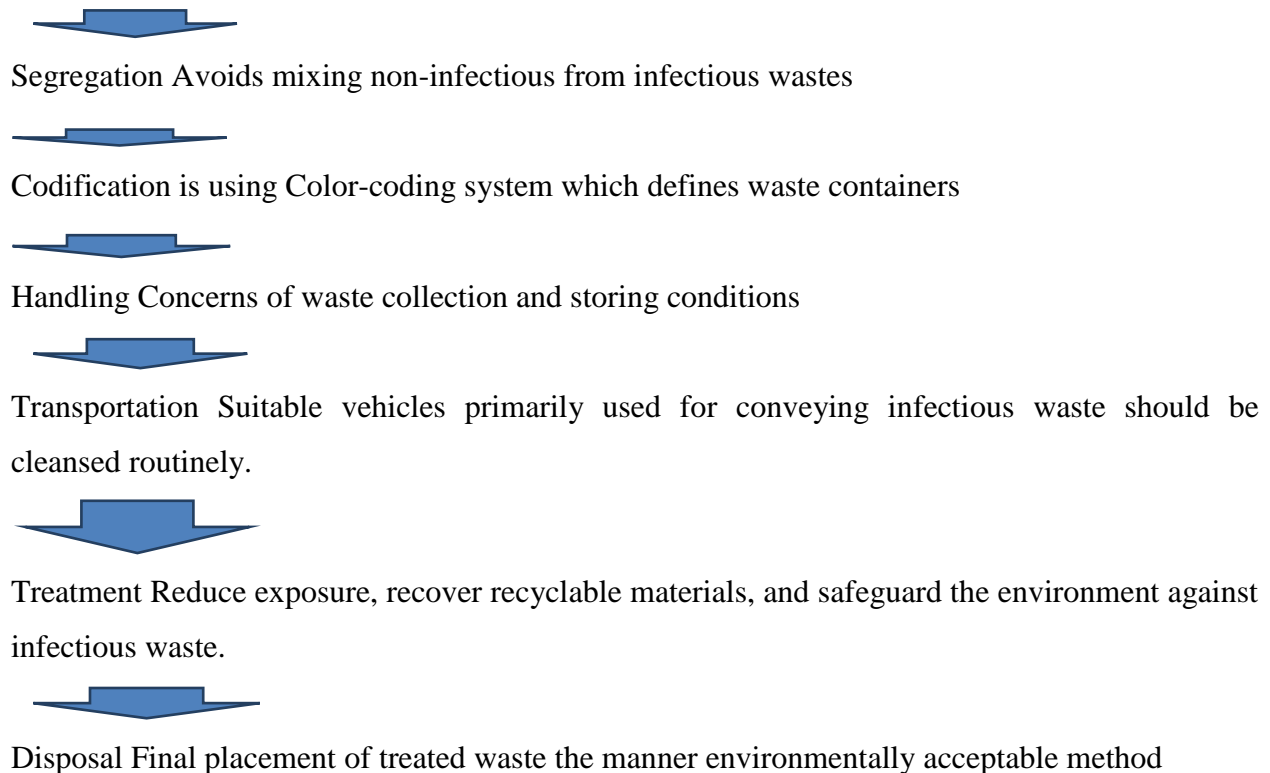 Segregation Avoids mixing non-infectious from infectious wastes
Codification is using Color-coding system which defines waste containers
Handling Concerns of waste collection and storing conditions
Transportation Suitable vehicles primarily used for conveying infectious waste should be
cleansed routinely.
Treatment Reduce exposure, recover recyclable materials, and safeguard the environment against
infectious waste.
Disposal Final placement of treated waste the manner environmentally acceptable method